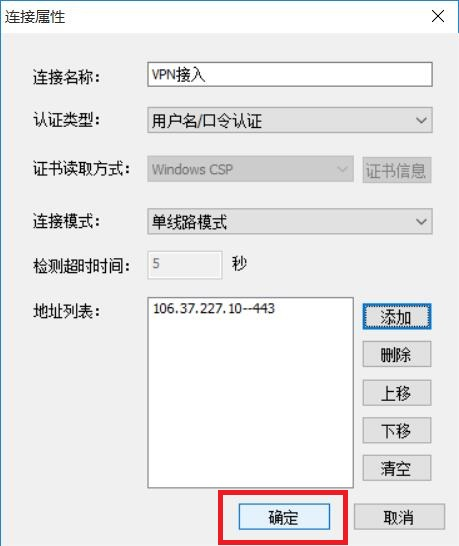 连接属性
连接名称： VPN接入
认证类型： 用户名/口令认证
证书读取方式： Windows CSP 证书信息
连接模式： 单线路模式
检测超时时间： 5 秒
地址列表： 106.37.227.10--443 添加
删除
上移
下移
清空
确定 取消